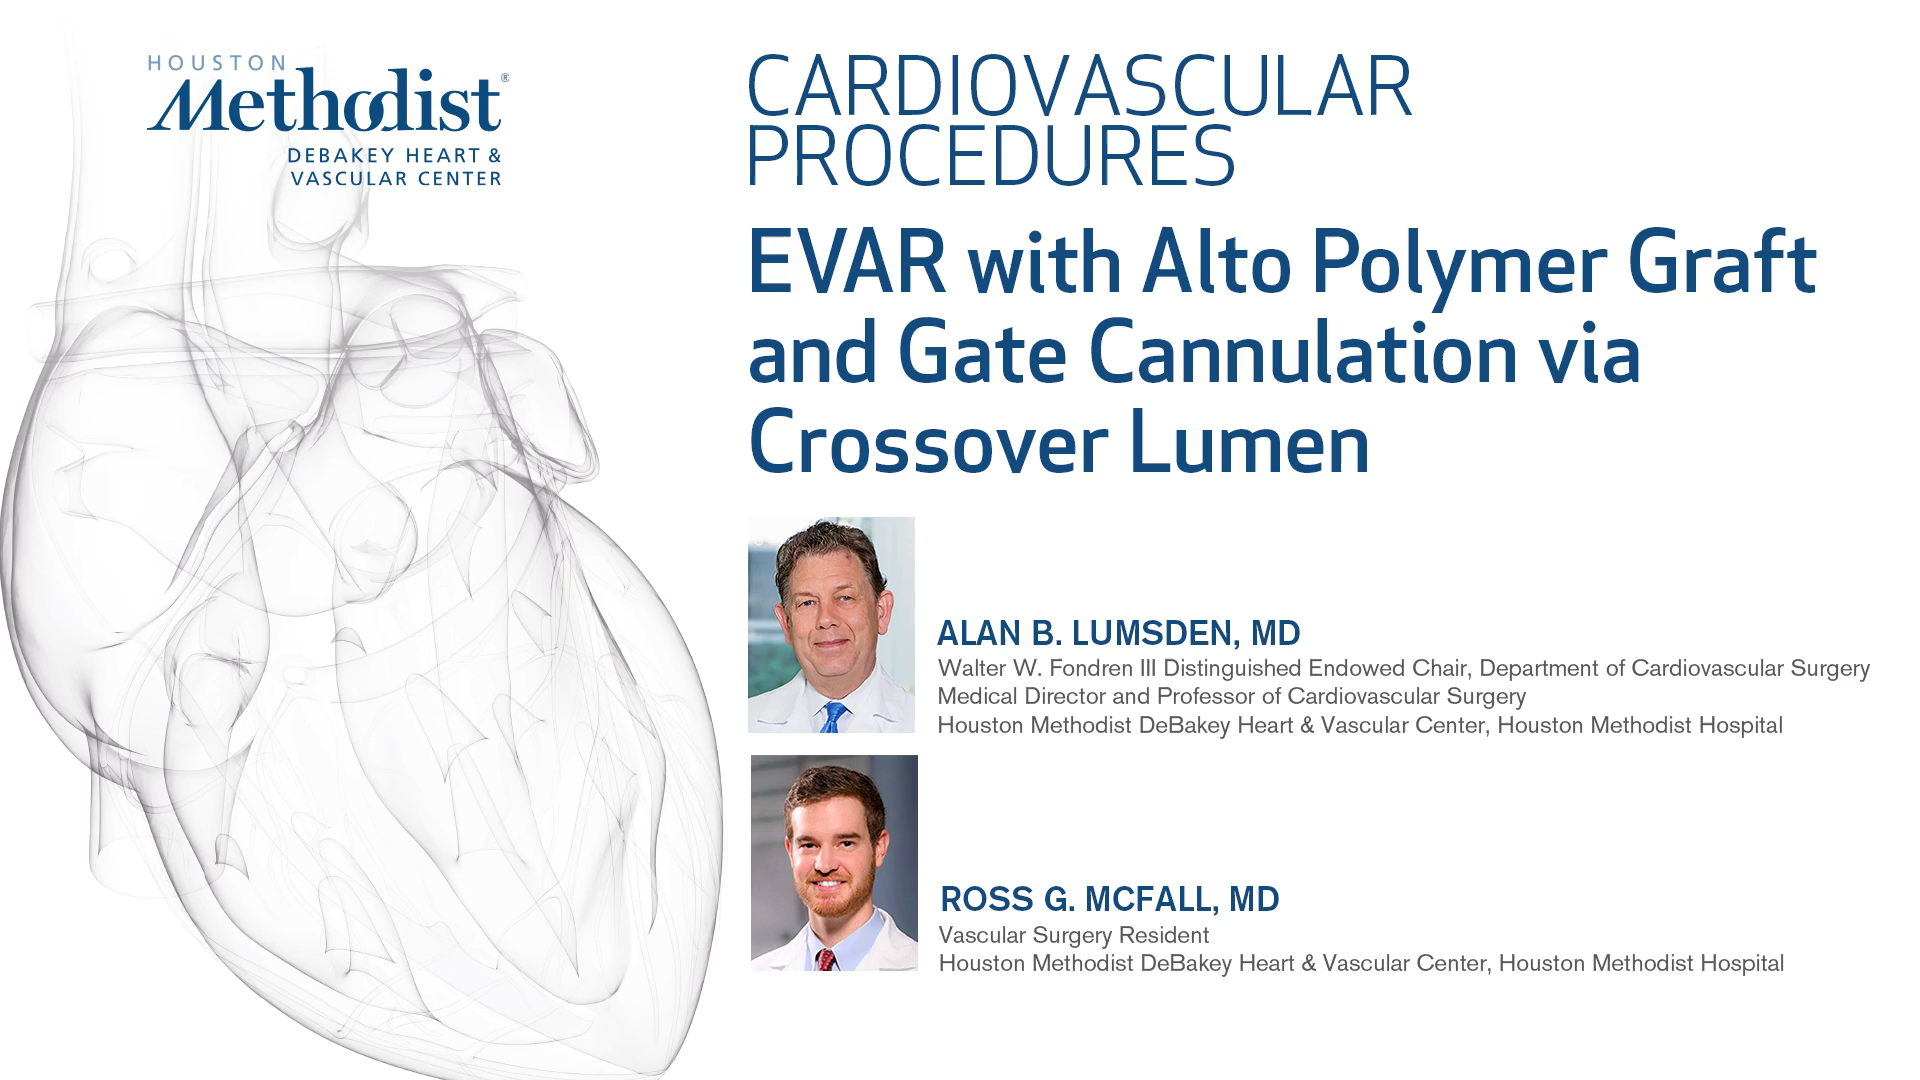 HOUSTON
Methodist®
DEBAKEY HEART &
VASCULAR CENTER
CARDIOVASCULAR
PROCEDURES
EVAR with Alto Polymer Graft
and Gate Cannulation via
Crossover Lumen
ALAN B. LUMSDEN, MD
Walter W. Fondren III Distinguished Endowed Chair, Department of Cardiovascular Surgery
Medical Director and Professor of Cardiovascular Surgery
Houston Methodist DeBakey Heart & Vascular Center, Houston Methodist Hospital
ROSS G. MCFALL, MD
Vascular Surgery Resident
Houston Methodist DeBakey Heart & Vascular Center, Houston Methodist Hospital